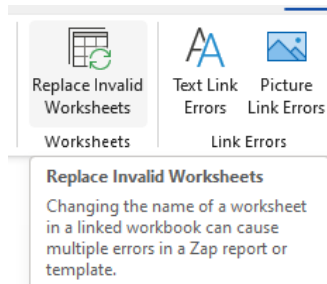 Replace Invalid
Worksheets
Text Link
Errors
Picture
Link Errors
Worksheets
Link Errors
Replace Invalid Worksheets
Changing the name of a worksheet
in a linked workbook can cause
multiple errors in a Zap report or
template.